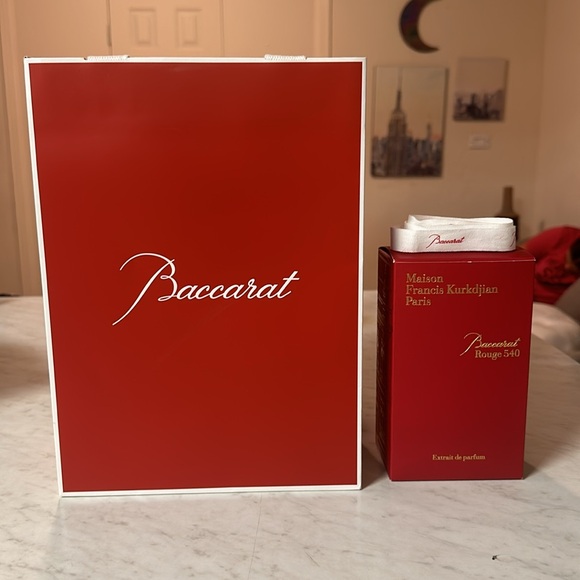 Baccarat
Baccarat
Maison
Francis Kurkdjian
Paris
Baccarat
Rouge 540
Extrait de parfum